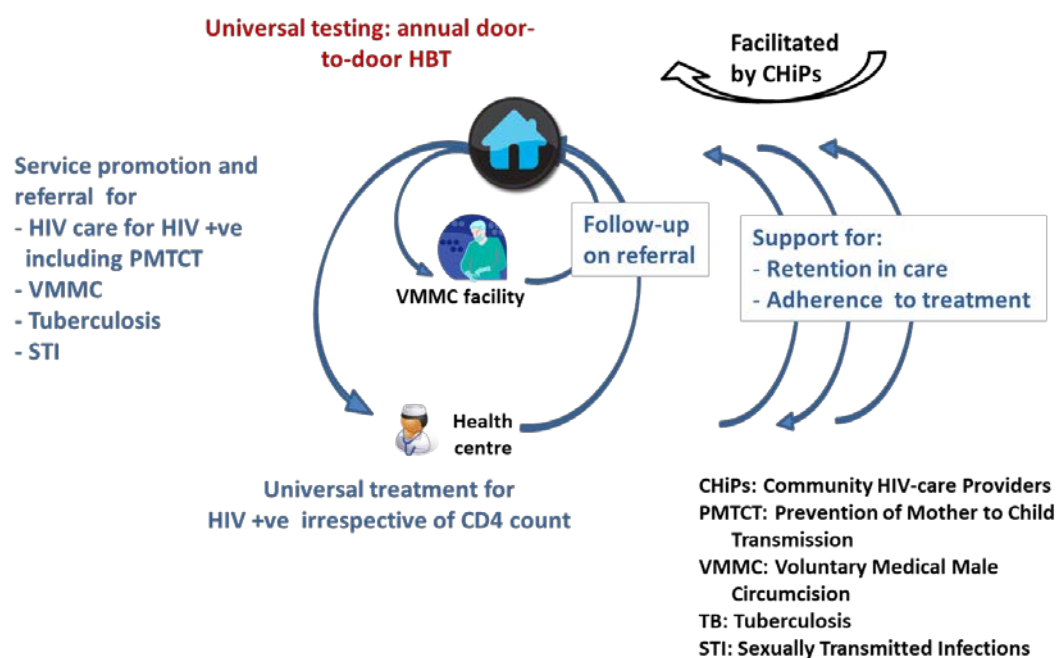 Universal testing: annual door-
to-door HBT
Facilitated
by CHiPs
Service promotion and
referral for
- HIV care for HIV +ve
including PMTCT
- VMMC
- Tuberculosis
- STI
VMMC facility
Follow-up
on referral
Support for:
- Retention in care
- Adherence to treatment
Health
centre
Universal treatment for
HIV +ve irrespective of CD4 count
CHiPs: Community HIV-care Providers
PMTCT: Prevention of Mother to Child
Transmission
VMMC: Voluntary Medical Male
Circumcision
TB: Tuberculosis
STI: Sexually Transmitted Infections